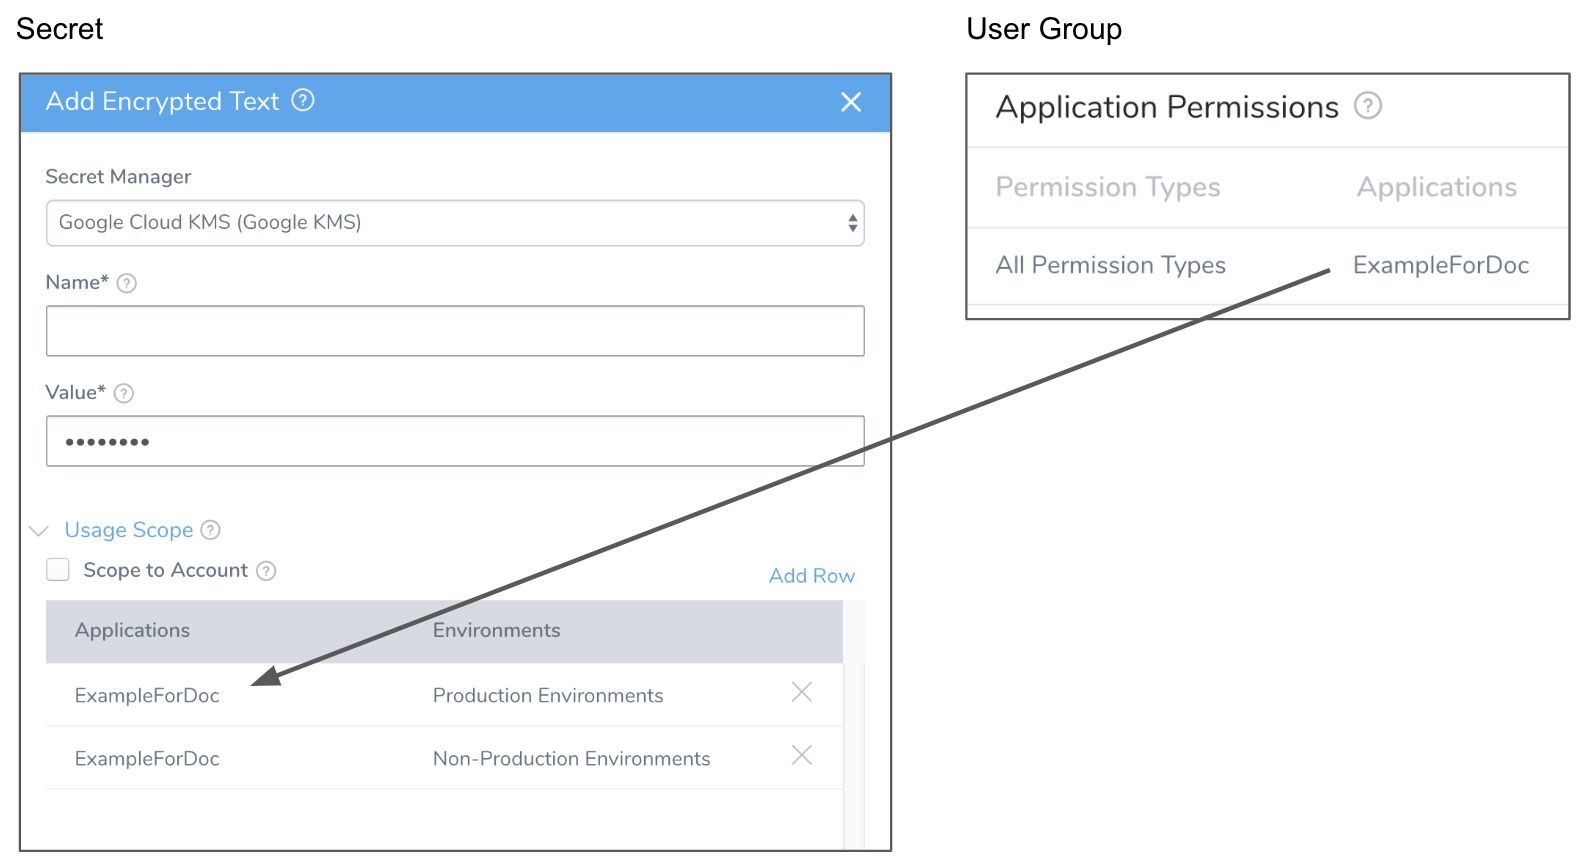 Secret
Add Encrypted Text ?
Secret Manager
Google Cloud KMS (Google KMS)
Name* ?
Value* ?
••••••••
Usage Scope ?
Scope to Account ?
Add Row
Applications Environments
ExampleForDoc Production Environments
ExampleForDoc Non-Production Environments
User Group
Application Permissions ?
Permission Types Applications
All Permission Types ExampleForDoc